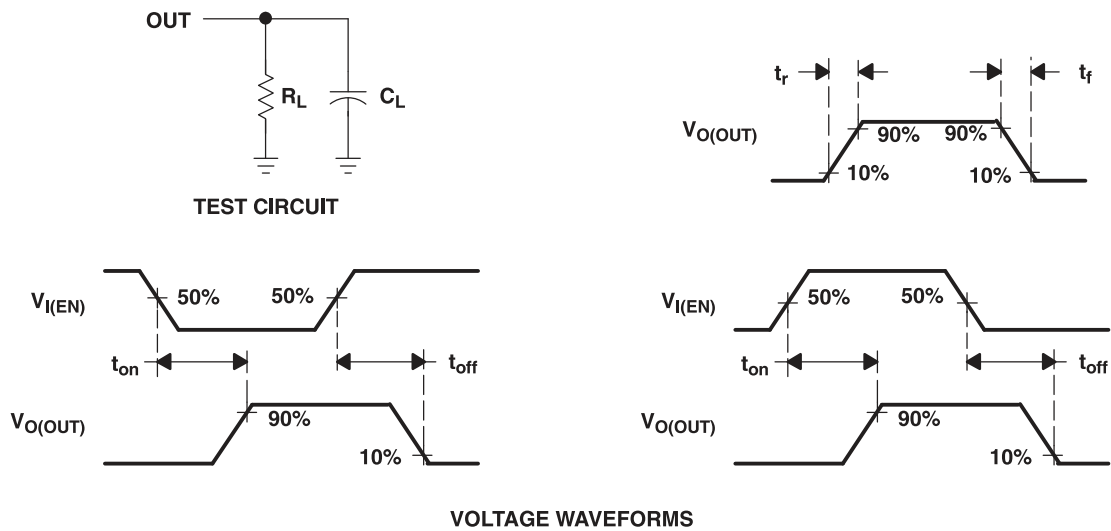 OUT
R_L
C_L
TEST CIRCUIT
t_r
t_f
V_O(OUT)
90%
90%
10%
10%
V_I(EN)
50%
50%
t_on
t_off
V_O(OUT)
90%
10%
V_I(EN)
50%
50%
t_on
t_off
V_O(OUT)
90%
10%
VOLTAGE WAVEFORMS